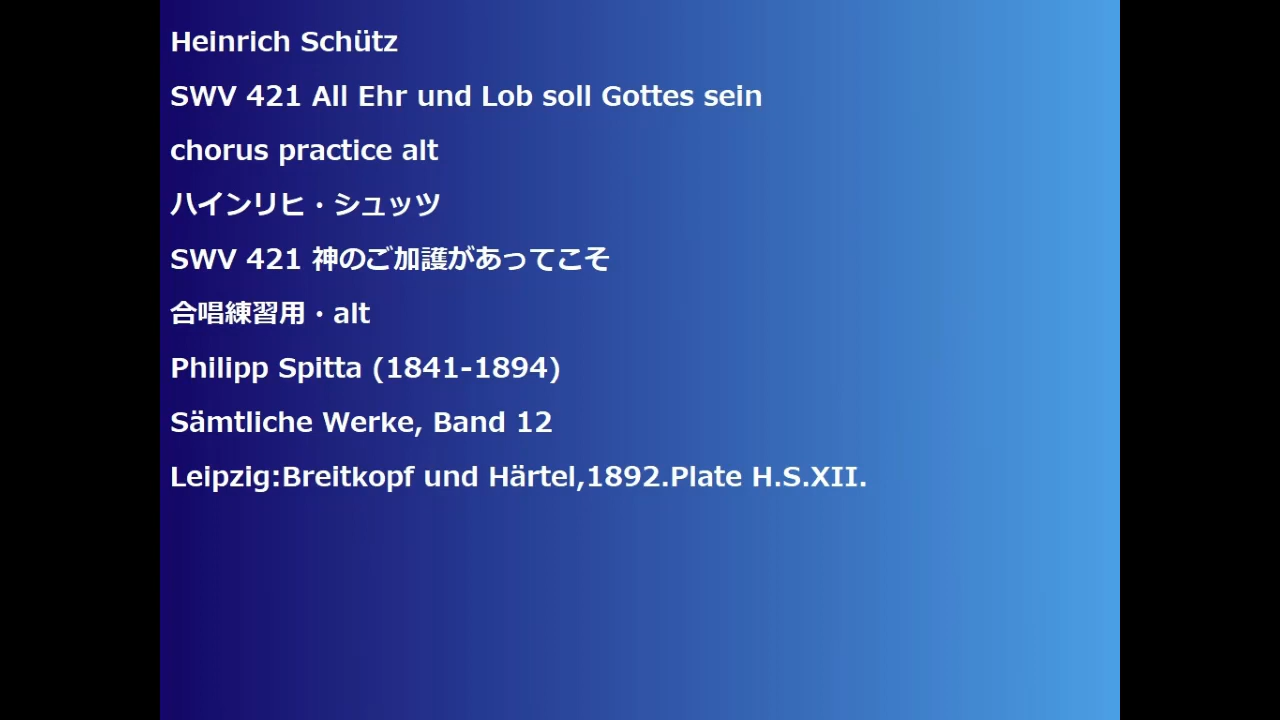 Heinrich Schütz
SWV 421 All Ehr und Lob soll Gottes sein
chorus practice alt
ハインリヒ・シュッツ
SWV 421 神のご加護があってこそ
合唱練習用・alt
Philipp Spitta (1841-1894)
Sämtliche Werke, Band 12
Leipzig:Breitkopf und Härtel,1892.Plate H.S.XII.